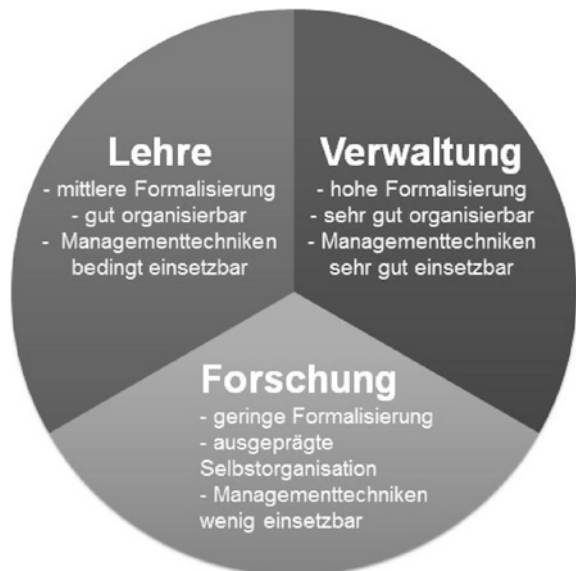 Lehre
- mittlere Formalisierung
- gut organisierbar
- Managementtechniken
bedingt einsetzbar
Verwaltung
- hohe Formalisierung
- sehr gut organisierbar
- Managementtechniken
sehr gut einsetzbar
Forschung
- geringe Formalisierung
- ausgeprägte
Selbstorganisation
- Managementtechniken
wenig einsetzbar